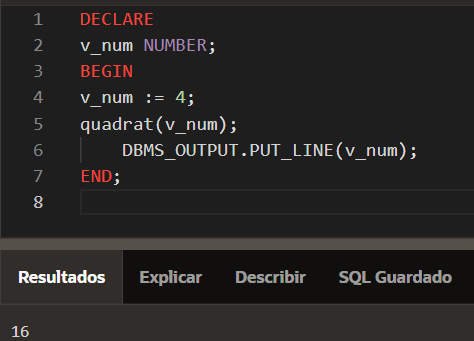 1 DECLARE
2 v_num NUMBER;
3 BEGIN
4 v_num := 4;
5 quadrat(v_num);
6     DBMS_OUTPUT.PUT_LINE(v_num);
7 END;
8
Resultados Explicar Describir SQL Guardado
16